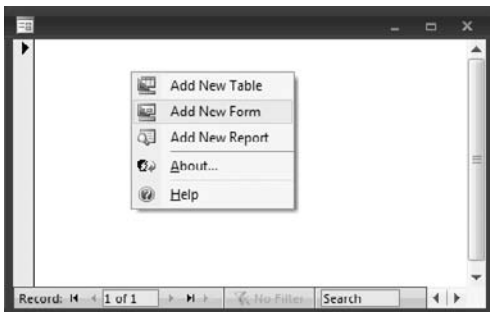 Add New Table
Add New Form
Add New Report
About...
Help
Record: 1 of 1 No Filter Search